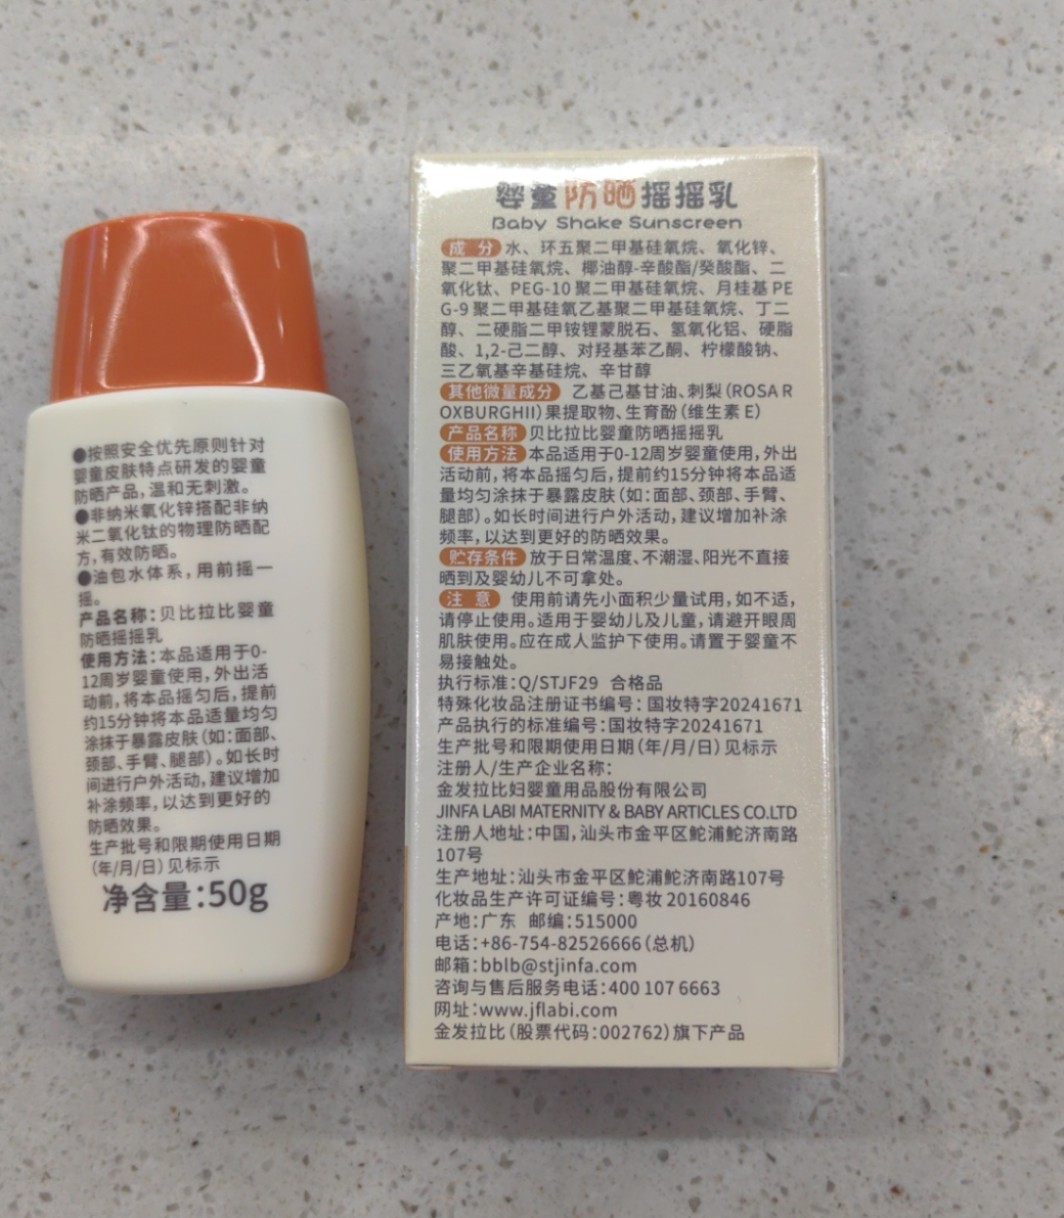 ●按照安全优先原则针对
婴童皮肤特点研发的婴童
防晒产品,温和无刺激。
●非纳米氧化锌搭配非纳
米二氧化钛的物理防晒配
方,有效防晒。
●油包水体系,用前摇一
摇。
产品名称:贝比拉比婴童
防晒摇摇乳
使用方法:本品适用于0-
12周岁婴童使用,外出活
动前,将本品摇匀后,提前
约15分钟将本品适量均匀
涂抹于暴露皮肤(如:面部、
颈部、手臂、腿部)。如长时
间进行户外活动,建议增加
补涂频率,以达到更好的
防晒效果。
生产批号和限期使用日期
(年/月/日)见标示
净含量:50g
婴童防晒摇摇乳
Baby Shake Sunscreen
成 分 水、环五聚二甲基硅氧烷、氧化锌、
聚二甲基硅氧烷、椰油醇-辛酸酯/癸酸酯、二
氧化钛、PEG-10聚二甲基硅氧烷、月桂基PE
G-9聚二甲基硅氧乙基聚二甲基硅氧烷、丁二
醇、二硬脂二甲铵锂蒙脱石、氢氧化铝、硬脂
酸、1,2-己二醇、对羟基苯乙酮、柠檬酸钠、
三乙氧基辛基硅烷、辛甘醇
其他微量成分 乙基己基甘油、刺梨(ROSA R
OXBURGHII)果提取物、生育酚(维生素E)
产品名称 贝比拉比婴童防晒摇摇乳
使用方法 本品适用于0-12周岁婴童使用,外出
活动前,将本品摇匀后,提前约15分钟将本品适
量均匀涂抹于暴露皮肤(如:面部、颈部、手臂、
腿部)。如长时间进行户外活动,建议增加补涂
频率,以达到更好的防晒效果。
贮存条件 放于日常温度、不潮湿、阳光不直接
晒到及婴幼儿不可拿处。
注 意 使用前请先小面积少量试用,如不适,
请停止使用。适用于婴幼儿及儿童,请避开眼周
肌肤使用。应在成人监护下使用。请置于婴童不
易接触处。
执行标准:Q/STJF29 合格品
特殊化妆品注册证书编号:国妆特字20241671
产品执行的标准编号:国妆特字20241671
生产批号和限期使用日期(年/月/日)见标示
注册人/生产企业名称:
金发拉比妇婴童用品股份有限公司
JINFA LABI MATERNITY & BABY ARTICLES CO.LTD
注册人地址:中国,汕头市金平区鮀浦鮀济南路
107号
生产地址:汕头市金平区鮀浦鮀济南路107号
化妆品生产许可证编号:粤妆20160846
产地:广东 邮编:515000
电话:+86-754-82526666(总机)
邮箱:bblb@stjinfa.com
咨询与售后服务电话:400 107 6663
网址:www.jflabi.com
金发拉比(股票代码:002762)旗下产品